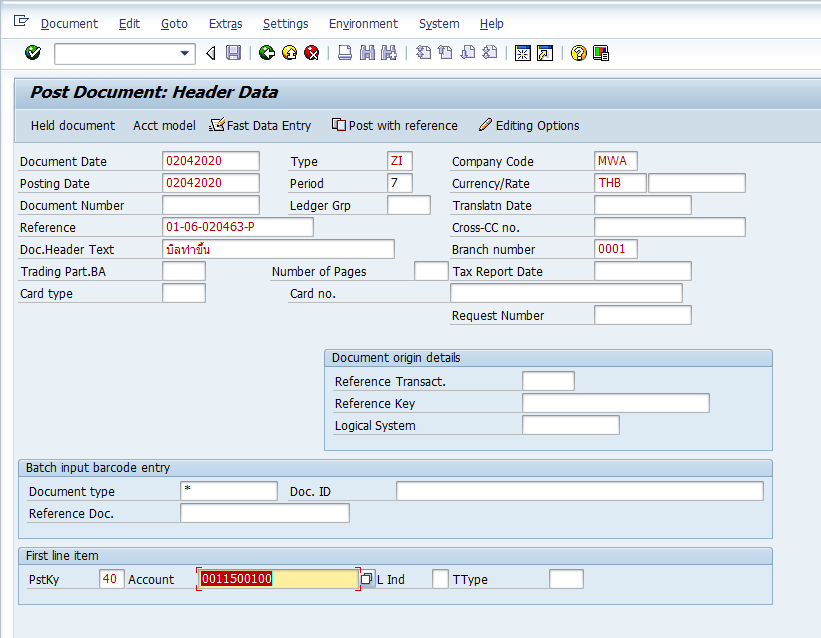 Document Edit Goto Extras Settings Environment System Help
Post Document: Header Data
Held document Acct model Fast Data Entry Post with reference Editing Options
Document Date 02042020 Type ZI Company Code MWA
Posting Date 02042020 Period 7 Currency/Rate THB
Document Number Ledger Grp Translatn Date
Reference 01-06-020463-P Cross-CC no.
Doc.Header Text บิลทำขึ้น Branch number 0001
Trading Part.BA Number of Pages Tax Report Date
Card type Card no.
Request Number
Document origin details
Reference Transact.
Reference Key
Logical System
Batch input barcode entry
Document type * Doc. ID
Reference Doc.
First line item
PstKy 40 Account 0011500100 L Ind TType